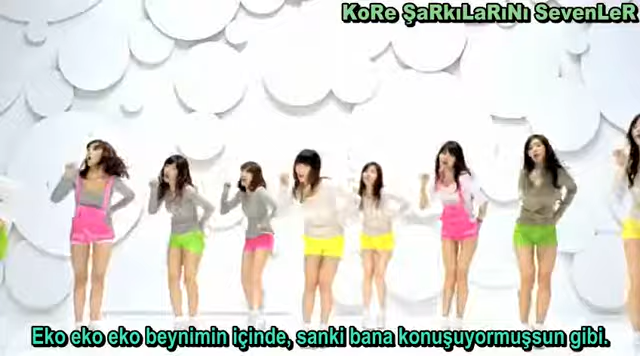 KoRe ŞaRkıLaRıNı SevenLeR
Eko eko eko beynimin içinde, sanki bana konuşuyormuşsun gibi.